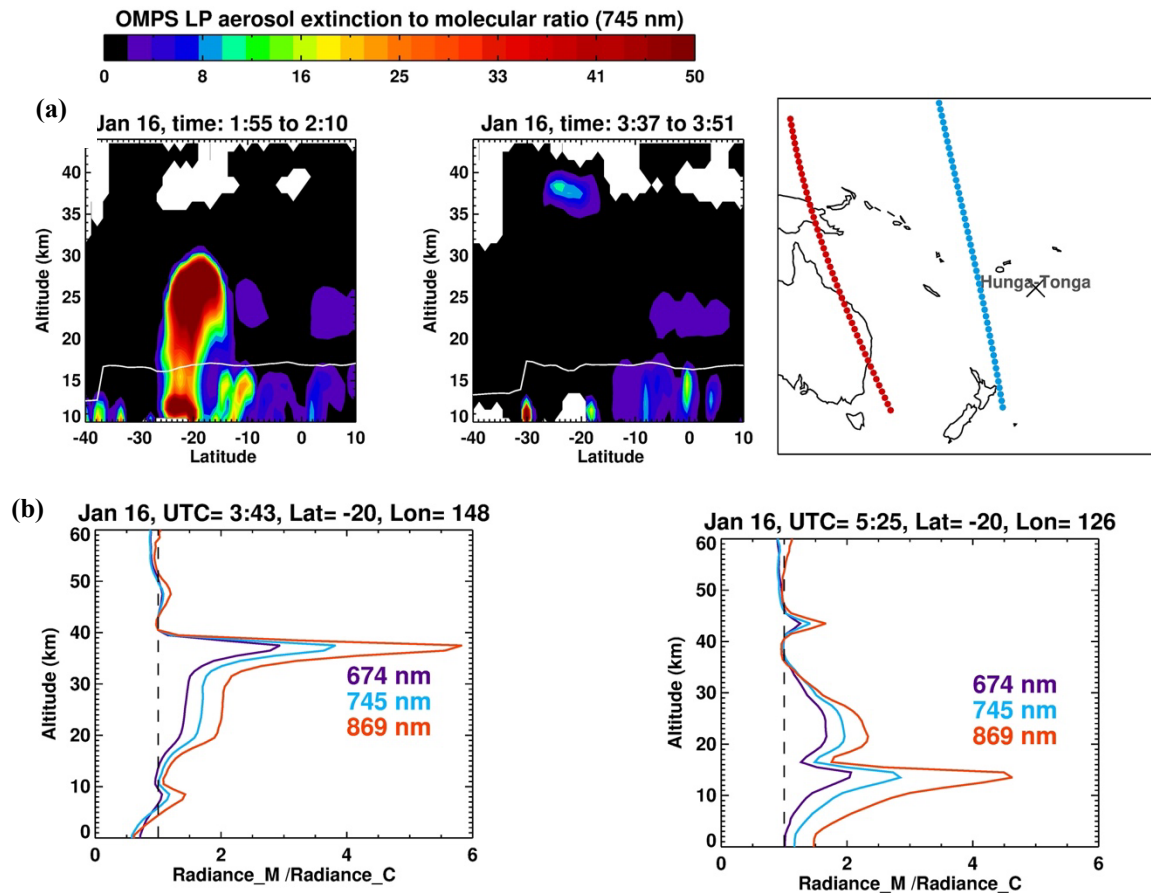 OMPS LP aerosol extinction to molecular ratio (745 nm)
0 8 16 25 33 41 50
(a)
Jan 16, time: 1:55 to 2:10
Altitude (km)
40
35
30
25
20
15
10
-40 -30 -20 -10 0 10
Latitude
Jan 16, time: 3:37 to 3:51
Altitude (km)
40
35
30
25
20
15
10
-40 -30 -20 -10 0 10
Latitude
Hunga Tonga
(b)
Jan 16, UTC= 3:43, Lat= -20, Lon= 148
Altitude (km)
60
50
40
30
20
10
0
674 nm
745 nm
869 nm
0 2 4 6
Radiance_M /Radiance_C
Jan 16, UTC= 5:25, Lat= -20, Lon= 126
Altitude (km)
60
50
40
30
20
10
0
674 nm
745 nm
869 nm
0 2 4 6
Radiance_M /Radiance_C